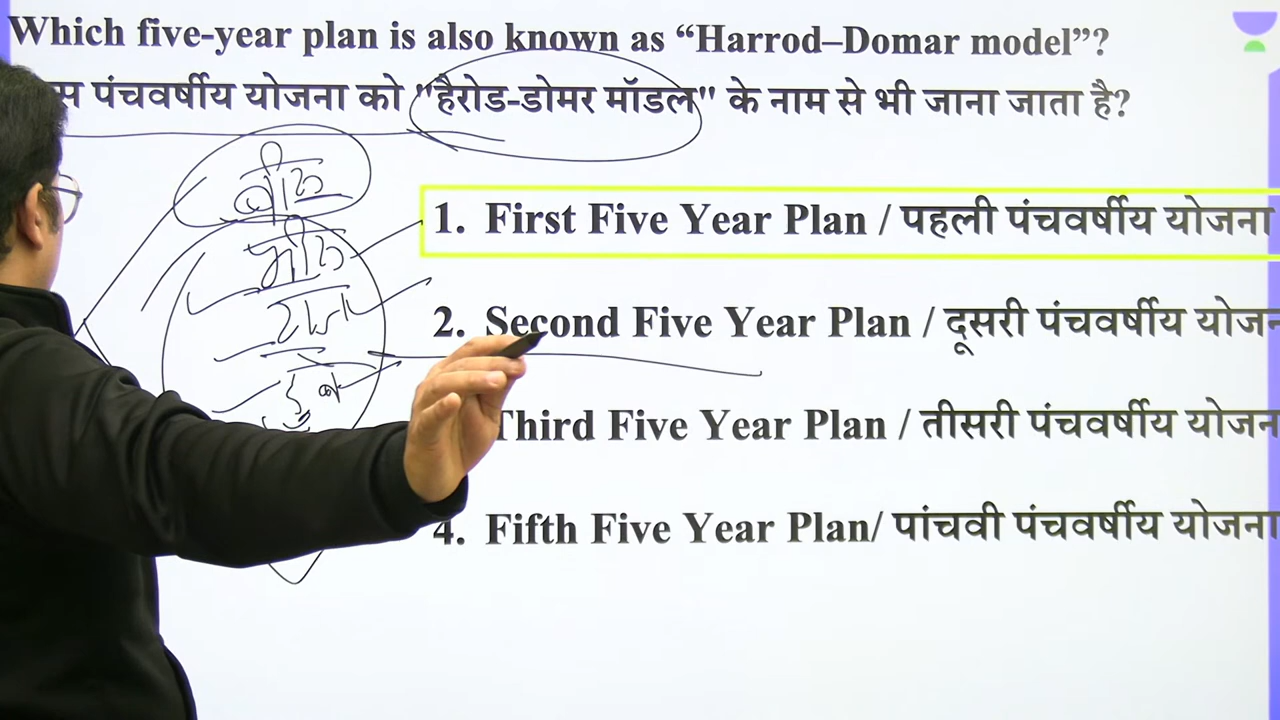 Which five-year plan is also known as “Harrod–Domar model”?
पंचवर्षीय योजना को "हैरोड-डोमर मॉडल" के नाम से भी जाना जाता है?
1. First Five Year Plan / पहली पंचवर्षीय योजना
2. Second Five Year Plan / दूसरी पंचवर्षीय
Third Five Year Plan / तीसरी पंचवर्षीय
4. Fifth Five Year Plan/ पांचवी पंचवर्षीय योजना